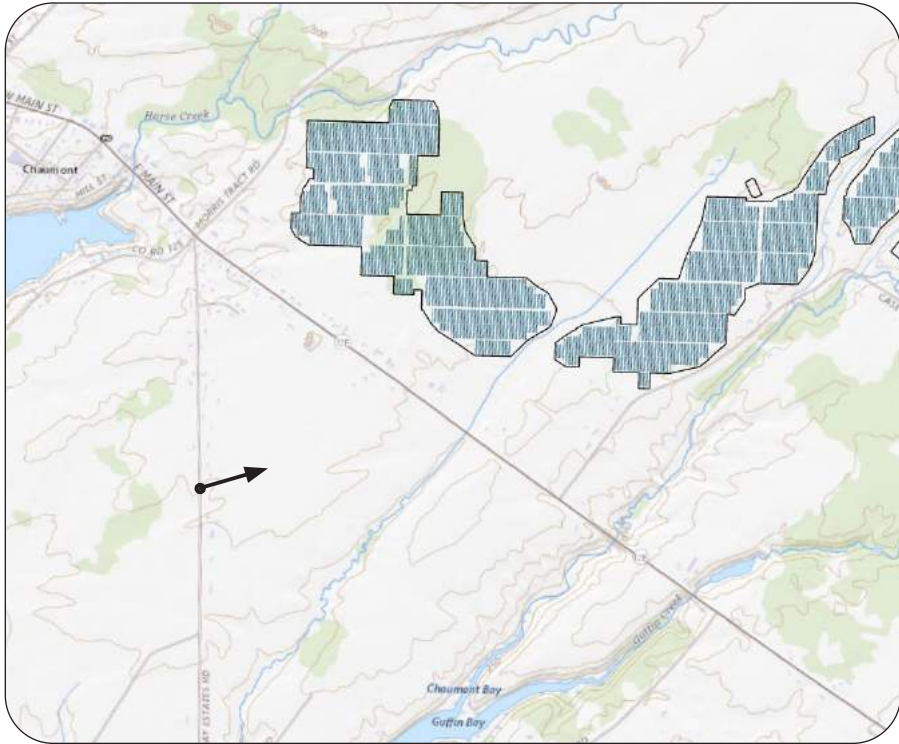 Horse Creek
MAIN ST
Chaumont
HILL ST
E MAIN ST
MORRIS TRACT RD
CO RD 125
12E
Guffin Creek
Chaumont Bay
Guffin Bay
AY ESTATES RD